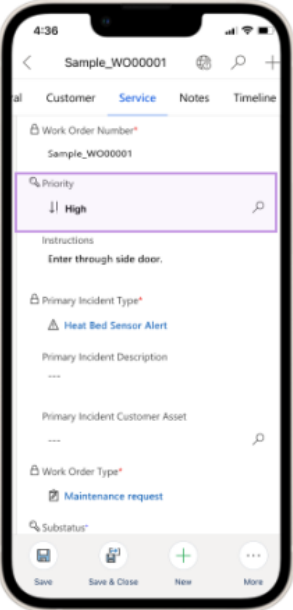 4:36
Sample_WO00001
al Customer Service Notes Timeline
Work Order Number*
Sample_WO00001
Priority
High
Instructions
Enter through side door.
Primary Incident Type*
Heat Bed Sensor Alert
Primary Incident Description
---
Primary Incident Customer Asset
---
Work Order Type*
Maintenance request
Substatus+
Save Save & Close New More